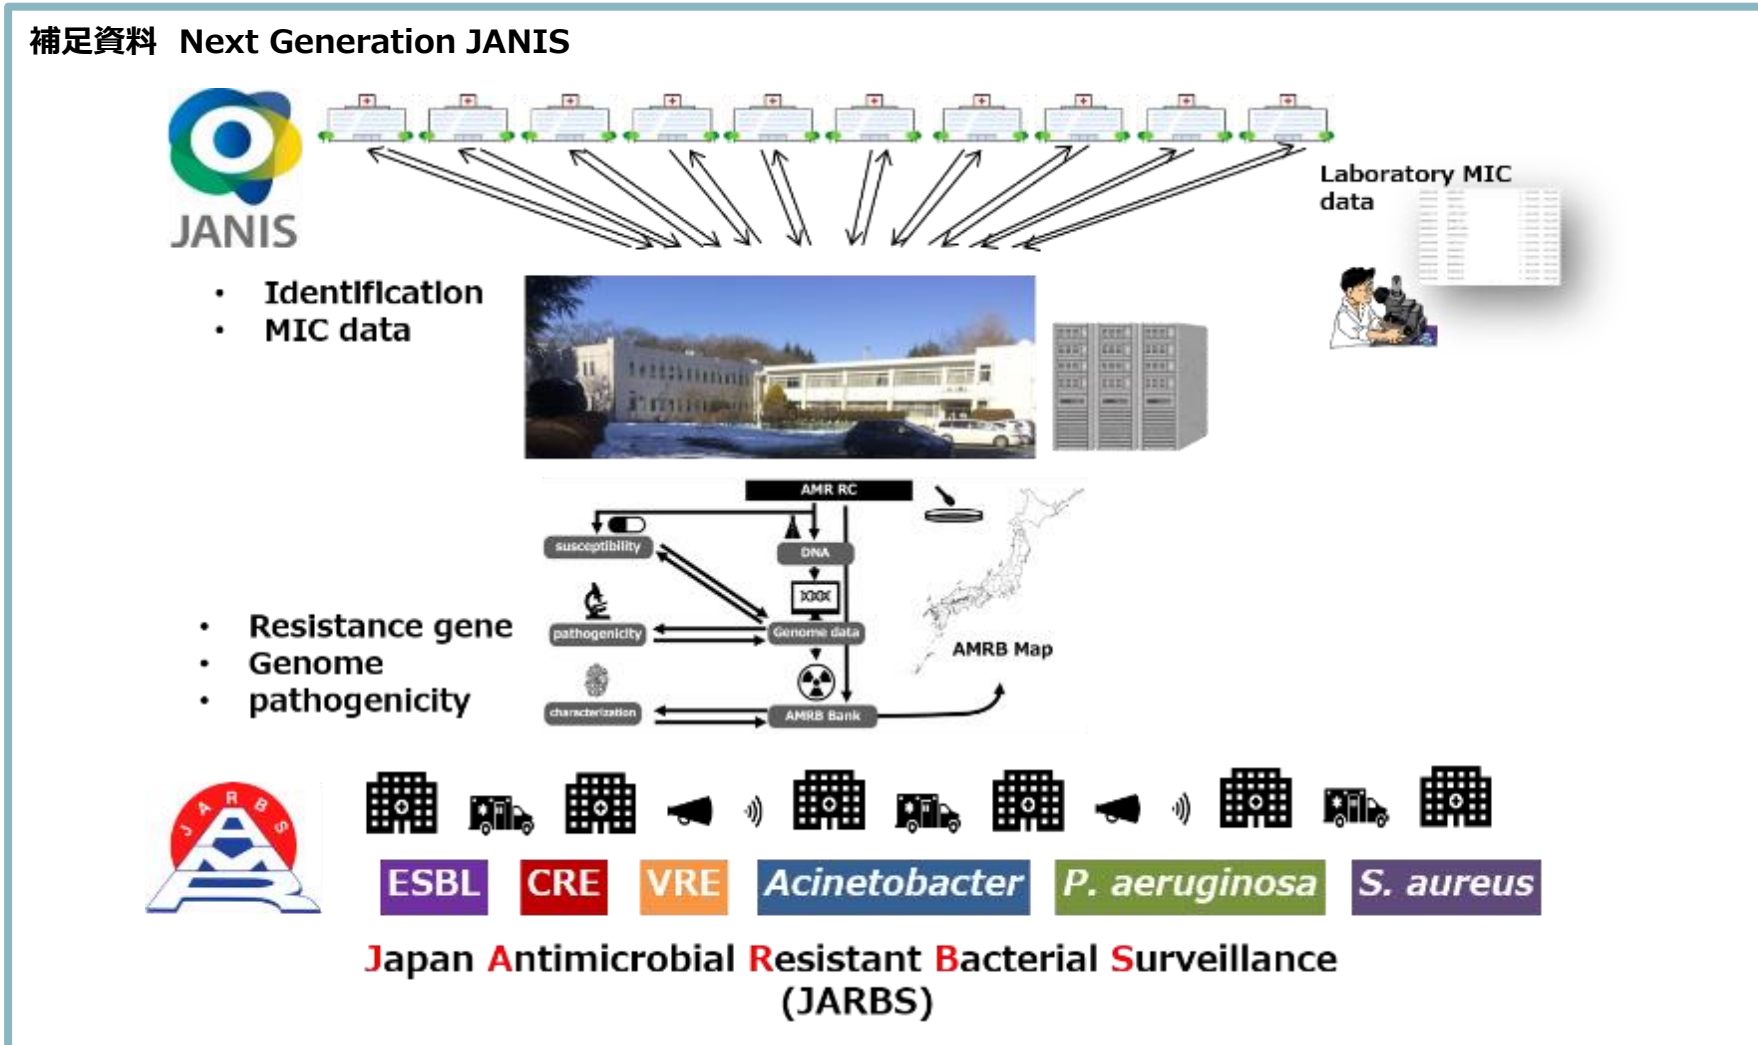 補足資料 Next Generation JANIS
JANIS
Laboratory MIC
data
• Identification
• MIC data
AMR RC
susceptibility
DNA
• Resistance gene
• Genome
• pathogenicity
pathogenicity
Genome data
AMRB Map
characterization
AMRB Bank
JARBS
AMR
ESBL
CRE
VRE
Acinetobacter
P. aeruginosa
S. aureus
Japan Antimicrobial Resistant Bacterial Surveillance
(JARBS)